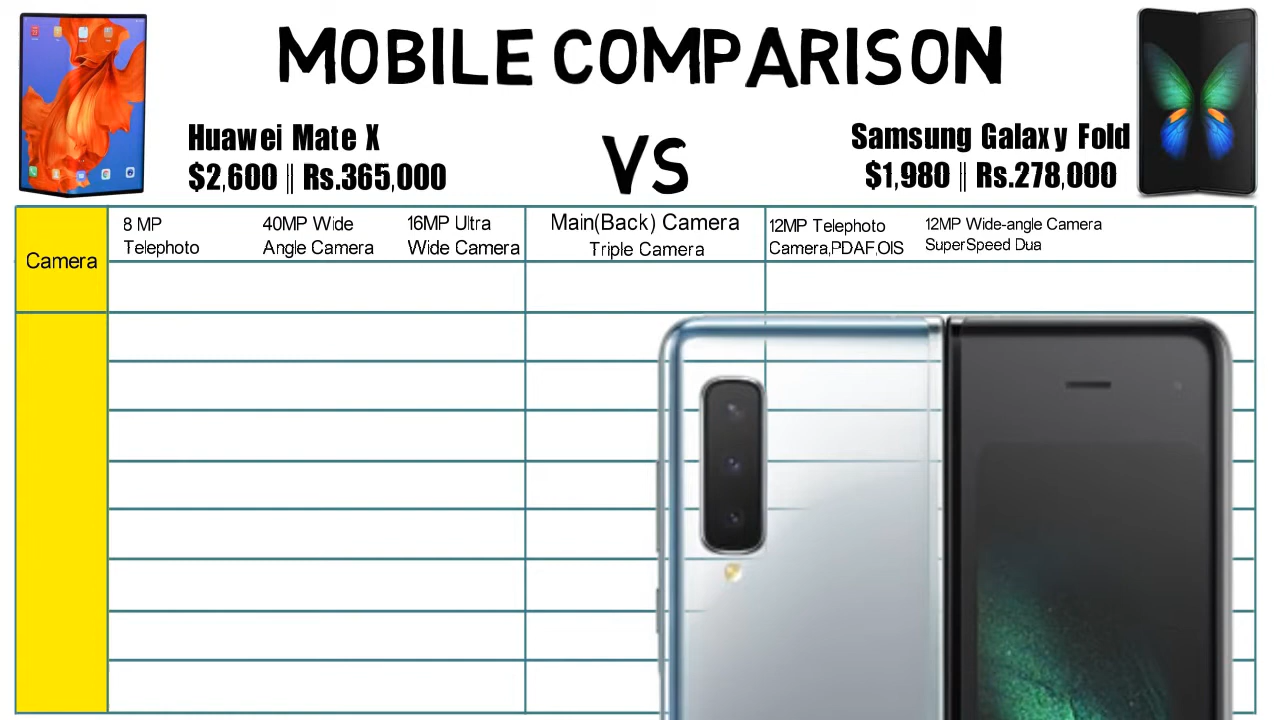 MOBILE COMPARISON
Huawei Mate X
$2,600 || Rs.365,000
VS
Samsung Galaxy Fold
$1,980 || Rs.278,000
Camera
8 MP
Telephoto
40MP Wide
Angle Camera
16MP Ultra
Wide Camera
Main(Back) Camera
Triple Camera
12MP Telephoto
Camera,PDAF,OIS
12MP Wide-angle Camera
SuperSpeed Dua